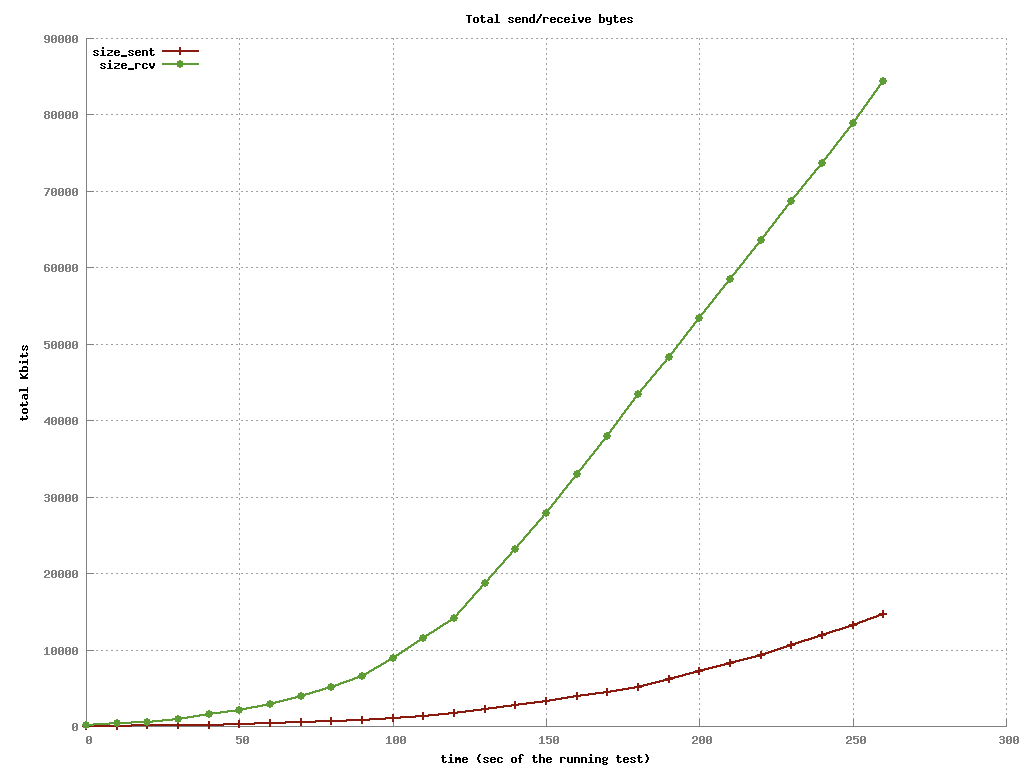 Total send/receive bytes
90000
size_sent
size_rcv
80000
70000
60000
50000
total Kbits
40000
30000
20000
10000
0
0 50 100 150 200 250 300
time (sec of the running test)